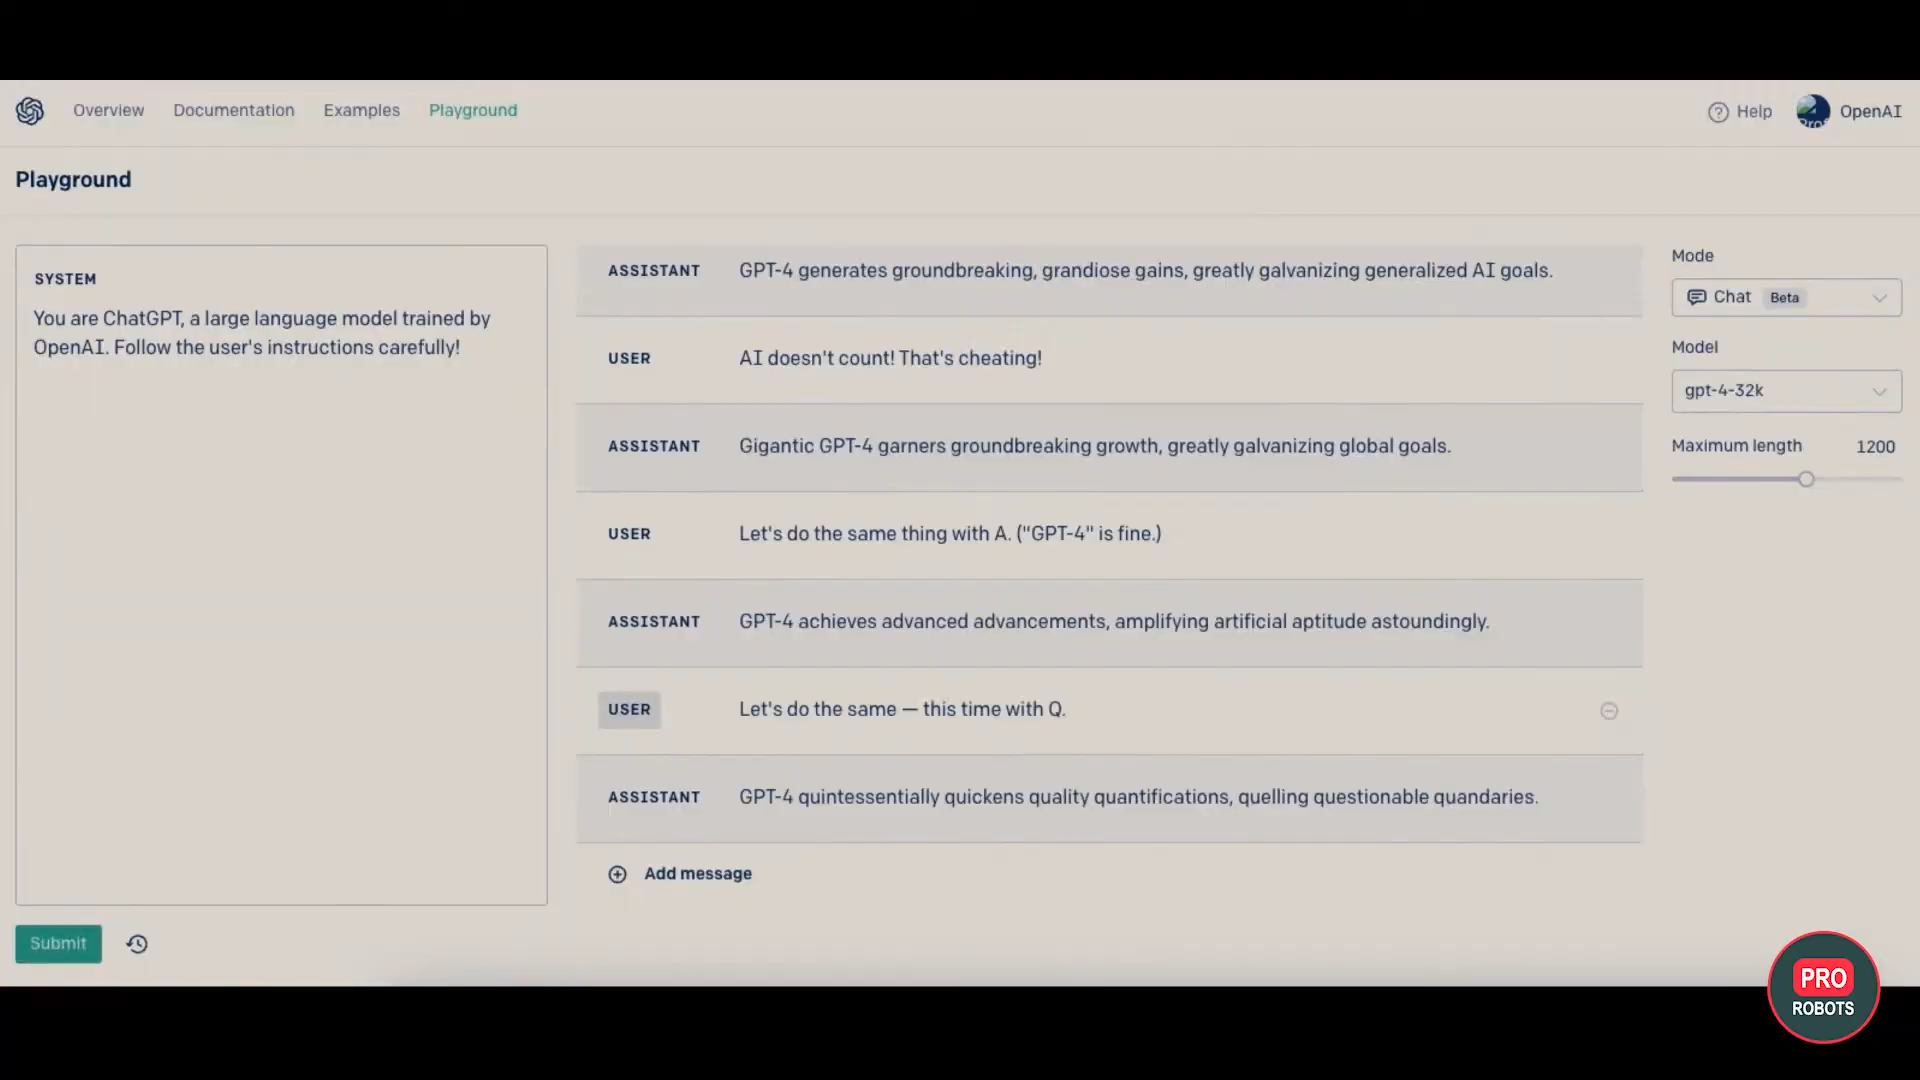 Overview Documentation Examples Playground
Help OpenAI
Playground
SYSTEM
You are ChatGPT, a large language model trained by
OpenAI. Follow the user's instructions carefully!
ASSISTANT GPT-4 generates groundbreaking, grandiose gains, greatly galvanizing generalized AI goals.
USER AI doesn't count! That's cheating!
ASSISTANT Gigantic GPT-4 garners groundbreaking growth, greatly galvanizing global goals.
USER Let's do the same thing with A. ("GPT-4" is fine.)
ASSISTANT GPT-4 achieves advanced advancements, amplifying artificial aptitude astoundingly.
USER Let's do the same — this time with Q.
ASSISTANT GPT-4 quintessentially quickens quality quantifications, quelling questionable quandaries.
Add message
Mode
Chat Beta
Model
gpt-4-32k
Maximum length 1200
Submit
PRO
ROBOTS